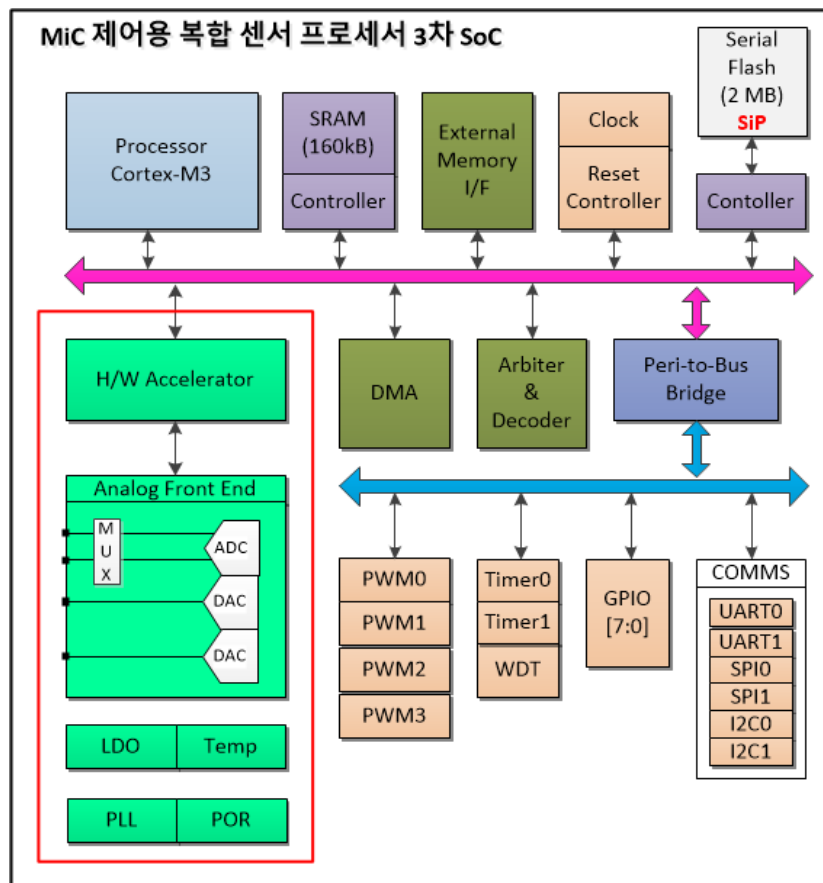 MiC 제어용 복합 센서 프로세서 3차 SoC
Serial
Flash
(2 MB)
SiP
Processor
Cortex-M3
SRAM
(160kB)
Controller
External
Memory
I/F
Clock
Reset
Controller
Contoller
H/W Accelerator
DMA
Arbiter
&
Decoder
Peri-to-Bus
Bridge
Analog Front End
M
U
X
ADC
DAC
DAC
PWM0
PWM1
PWM2
PWM3
Timer0
Timer1
WDT
GPIO
[7:0]
COMMS
UART0
UART1
SPI0
SPI1
I2C0
I2C1
LDO
Temp
PLL
POR